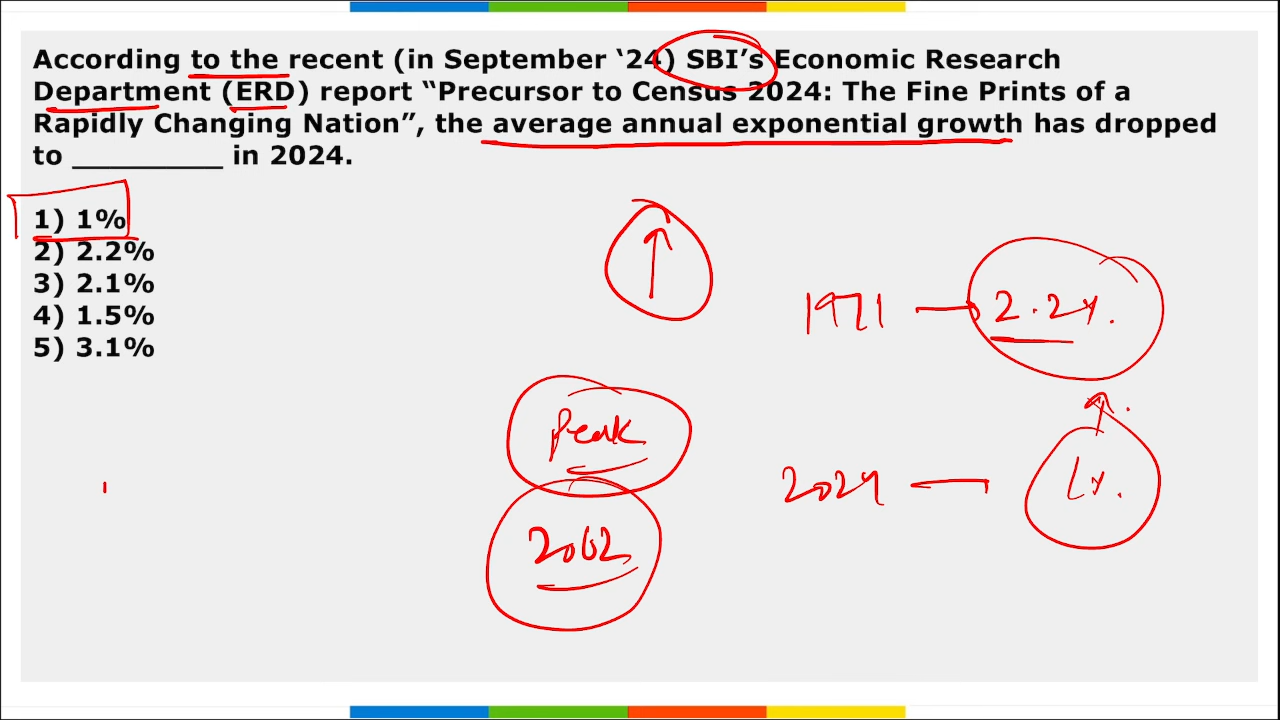 According to the recent (in September ‘24) SBI’s Economic Research
Department (ERD) report “Precursor to Census 2024: The Fine Prints of a
Rapidly Changing Nation”, the average annual exponential growth has dropped
to _________ in 2024.
1) 1%
2) 2.2%
3) 2.1%
4) 1.5%
5) 3.1%
1971 2.2%.
Peak
2024 1%.
2062